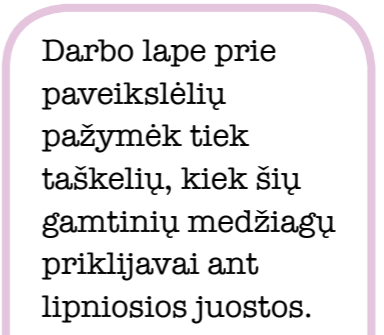 Darbo lape prie
paveikslėlių
pažymėk tiek
taškelių, kiek šių
gamtinių medžiagų
priklijavai ant
lipniosios juostos.